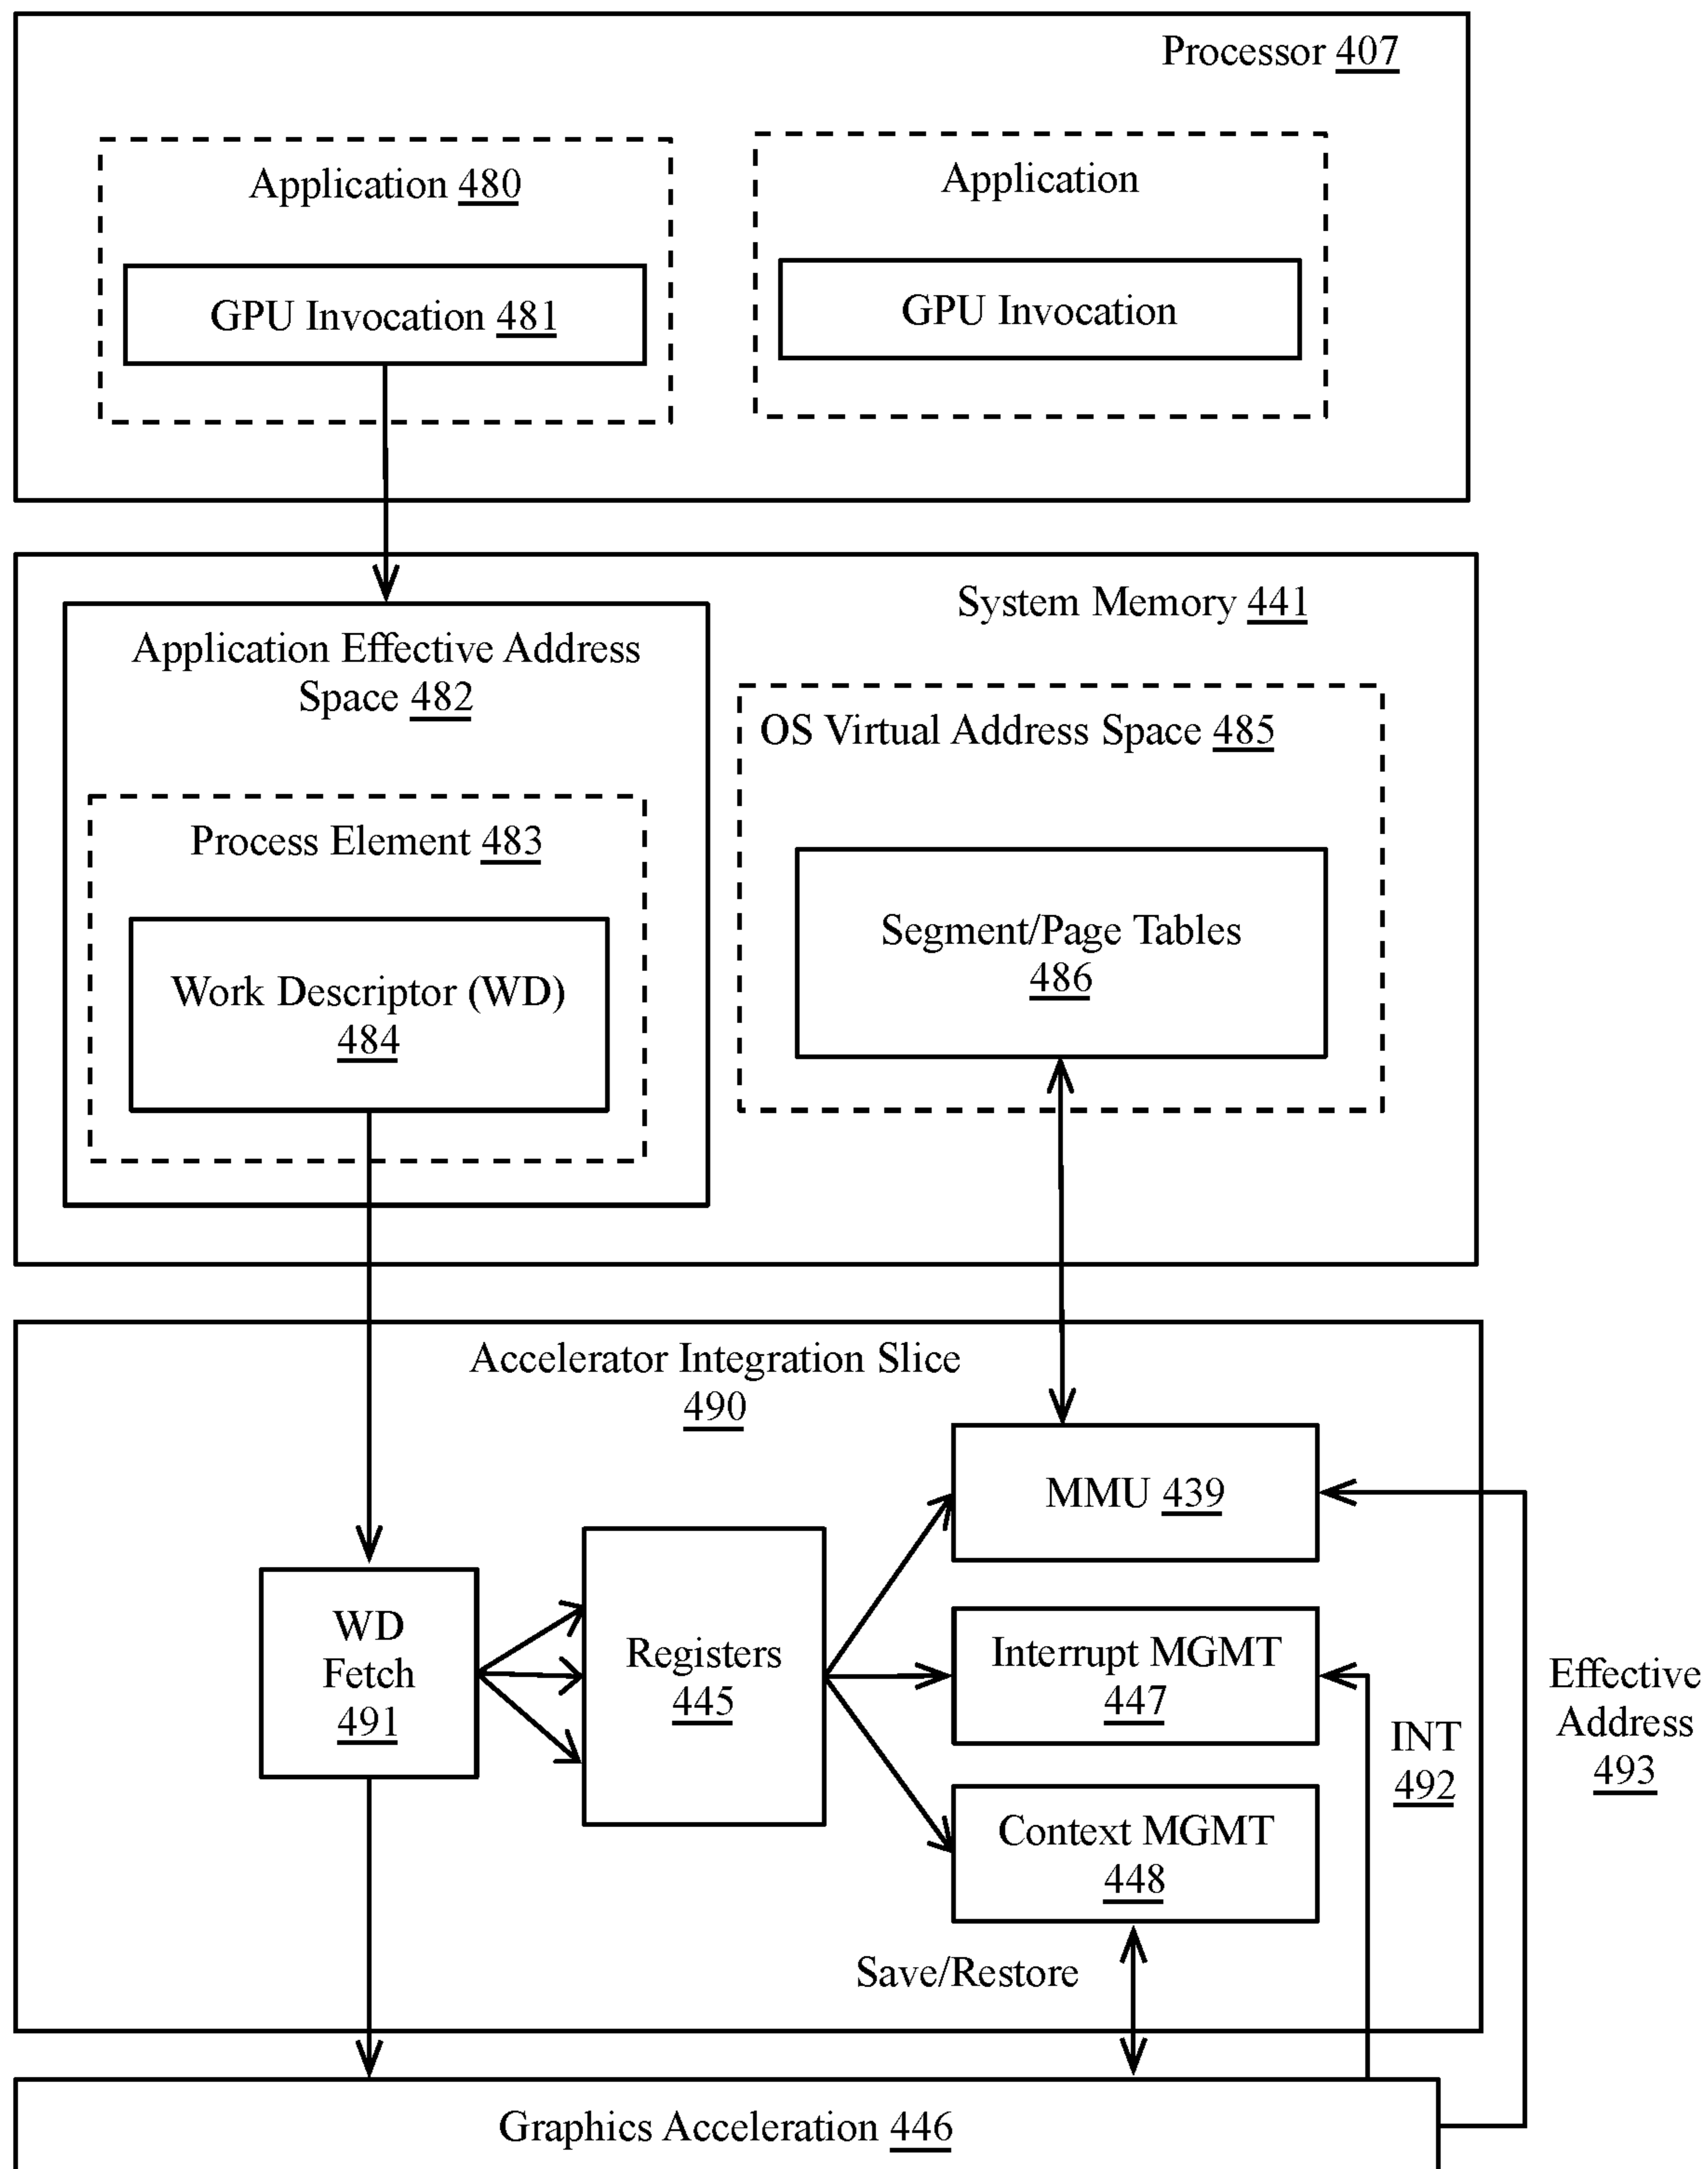 Processor 407
Application 480
Application
GPU Invocation 481
GPU Invocation
System Memory 441
Application Effective Address
Space 482
OS Virtual Address Space 485
Process Element 483
Segment/Page Tables
486
Work Descriptor (WD)
484
Accelerator Integration Slice
490
MMU 439
WD
Fetch
491
Registers
445
Interrupt MGMT
447
Effective
Address
493
INT
492
Context MGMT
448
Save/Restore
Graphics Acceleration 446